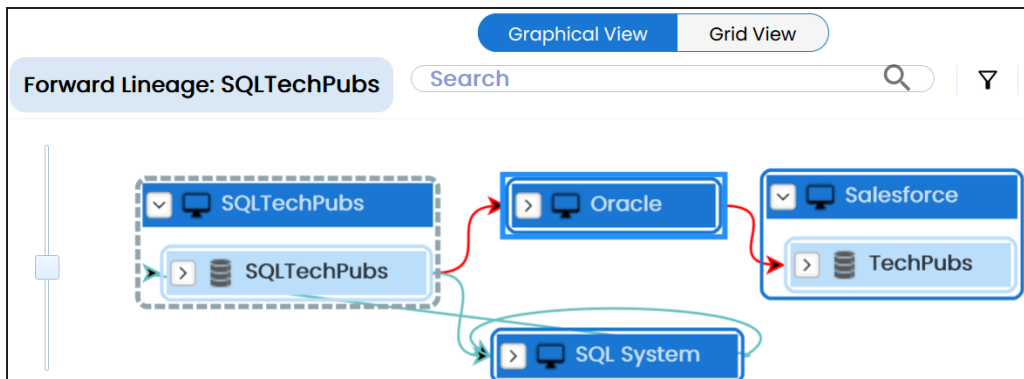 Graphical View
Grid View
Forward Lineage: SQLTechPubs
Search
SQLTechPubs
SQLTechPubs
Oracle
Salesforce
TechPubs
SQL System